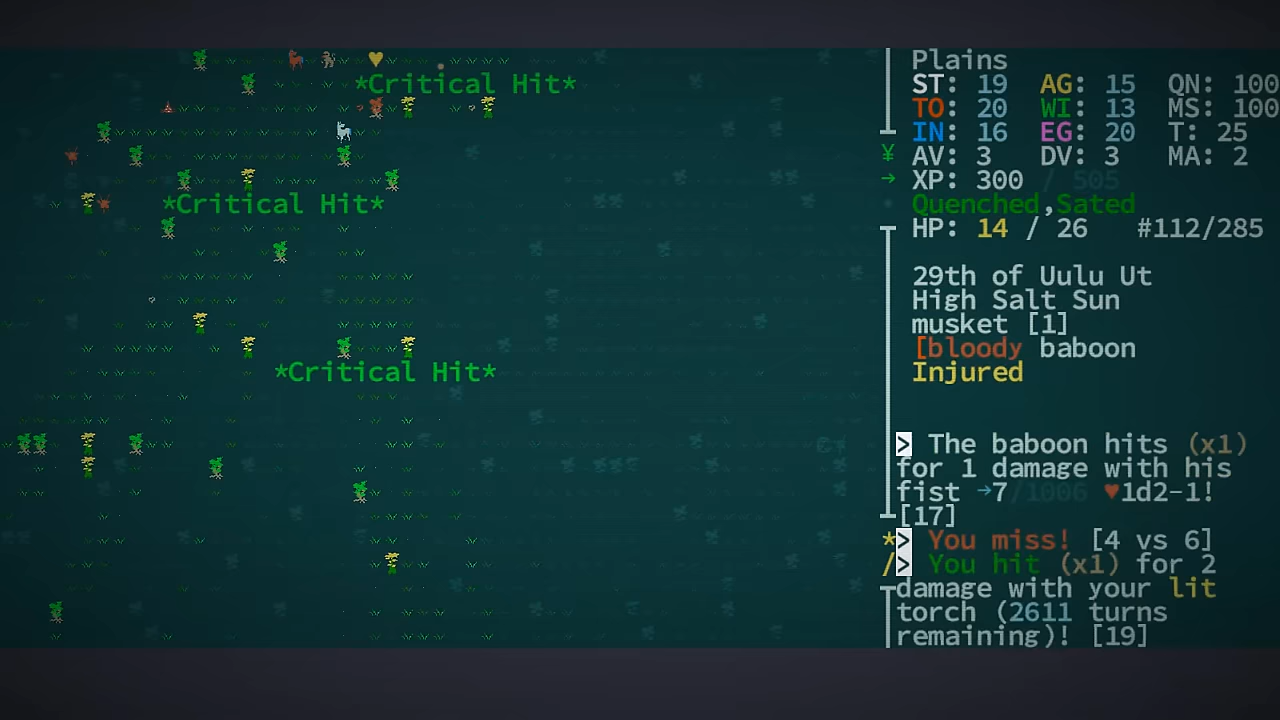 *Critical Hit*
*Critical Hit*
*Critical Hit*
Plains
ST: 19 AG: 15 QN: 100
TO: 20 WI: 13 MS: 100
IN: 16 EG: 20 T: 25
¥ AV: 3 DV: 3 MA: 2
→ XP: 300 / 505
Quenched,Sated
HP: 14 / 26 #112/285
29th of Uulu Ut
High Salt Sun
musket [1]
[bloody baboon
Injured
> The baboon hits (x1)
for 1 damage with his
fist →7/1006 ♥1d2-1!
[17]
*> You miss! [4 vs 6]
/> You hit (x1) for 2
damage with your lit
torch (2611 turns
remaining)! [19]